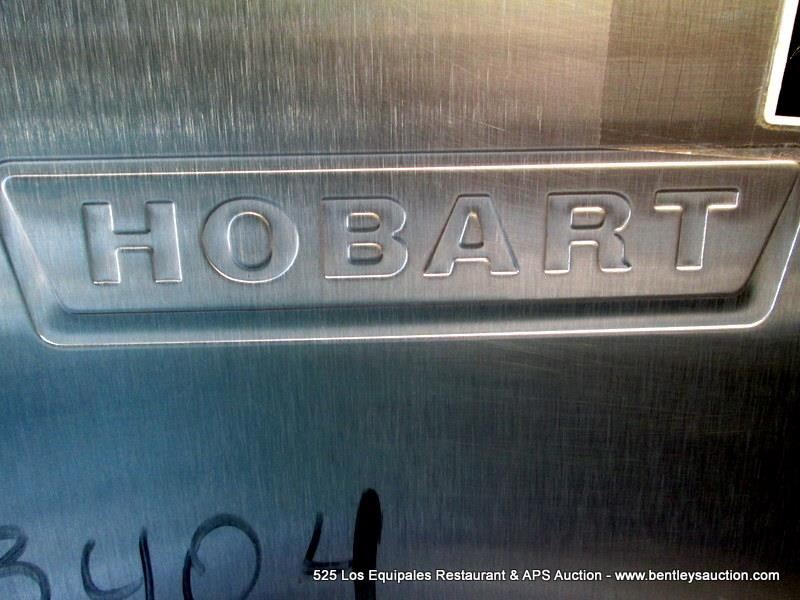 HOBART
3404
525 Los Equipales Restaurant & APS Auction - www.bentleysauction.com